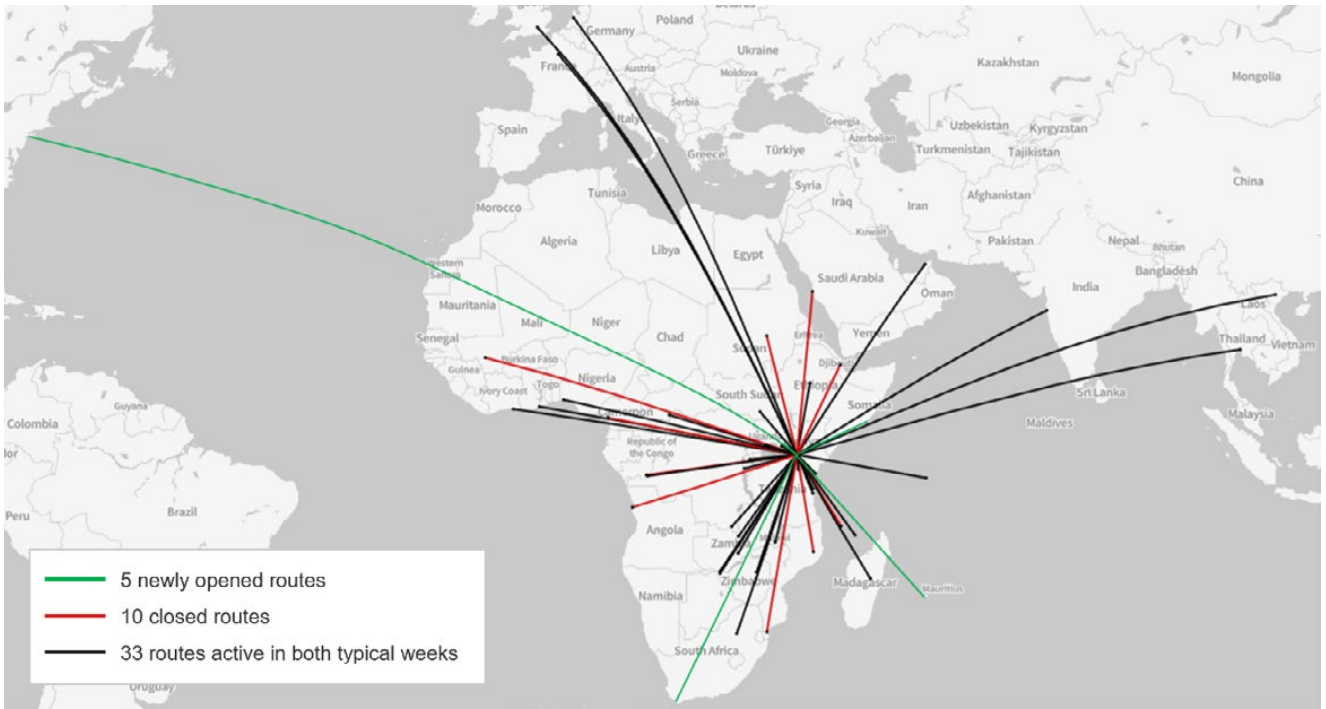 Germany
Poland
Belarus
Ukraine
Kazakhstan
Mongolia
France
Austria
Moldova
Serbia
Italy
Spain
Greece
Türkiye
Georgia
Azerbaijan
Uzbekistan
Kyrgyzstan
Turkmenistan
Tajikistan
China
Tunisia
Syria
Iraq
Iran
Afghanistan
Morocco
Kuwait
Pakistan
Nepal
Bhutan
Algeria
Libya
Egypt
Western
Sahara
Saudi Arabia
Oman
India
Bangladesh
Laos
Mauritania
Mali
Niger
Chad
Sudan
Eritrea
Yemen
Thailand
Vietnam
Senegal
Burkina Faso
Djibouti
Guinea
Togo
Nigeria
Ivory Coast
South Sudan
Ethiopia
Somalia
Sri Lanka
Guyana
Cameroon
Colombia
Maldives
Malaysia
Republic of
the Congo
Uganda
Tanzania
Peru
Brazil
Angola
Zambia
Malawi
Zimbabwe
Madagascar
Mauritius
Namibia
South Africa
Uruguay
5 newly opened routes
10 closed routes
33 routes active in both typical weeks